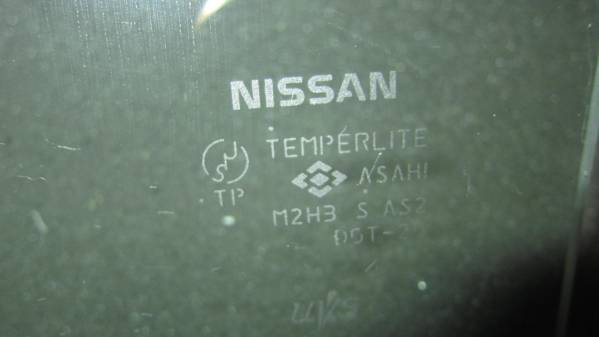 NISSAN
TEMPERLITE
ASAHI
TP
M2H3 S AS2